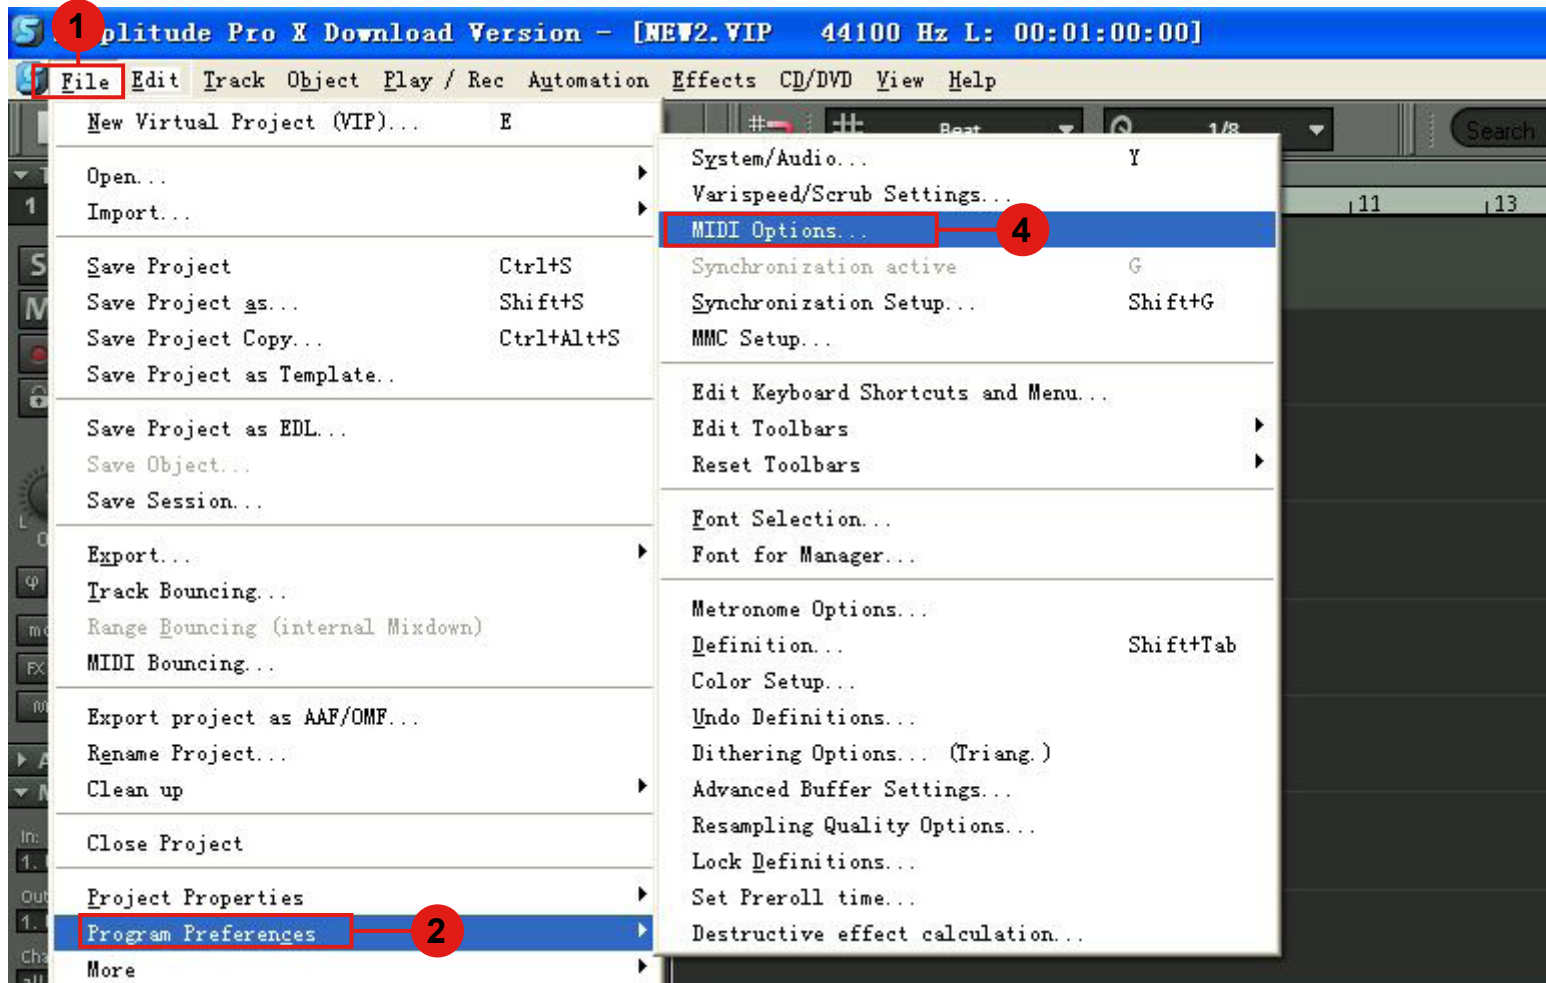 1
plitude Pro X Download Version - [NEW2.VIP 44100 Hz L: 00:01:00:00]
File Edit Track Object Play / Rec Automation Effects CD/DVD View Help
New Virtual Project (VIP)... E
Open...
Import...
Save Project Ctrl+S
Save Project as... Shift+S
Save Project Copy... Ctrl+Alt+S
Save Project as Template..
Save Project as EDL...
Save Object...
Save Session...
Export...
Track Bouncing...
Range Bouncing (internal Mixdown)
MIDI Bouncing...
Export project as AAF/OMF...
Rename Project...
Clean up
Close Project
Project Properties
Program Preferences 2
More
Beat 1/8 Search
11 13
System/Audio... Y
Varispeed/Scrub Settings...
MIDI Options... 4
Synchronization active G
Synchronization Setup... Shift+G
MMC Setup...
Edit Keyboard Shortcuts and Menu...
Edit Toolbars
Reset Toolbars
Font Selection...
Font for Manager...
Metronome Options...
Definition... Shift+Tab
Color Setup...
Undo Definitions...
Dithering Options... (Triang.)
Advanced Buffer Settings...
Resampling Quality Options...
Lock Definitions...
Set Preroll time...
Destructive effect calculation...
1
S
M
L
φ
FX
In:
1.
1.